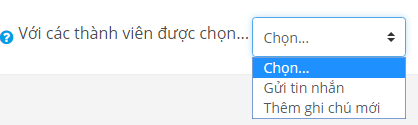 Với các thành viên được chọn... Chọn...
Chọn...
Gửi tin nhắn
Thêm ghi chú mới